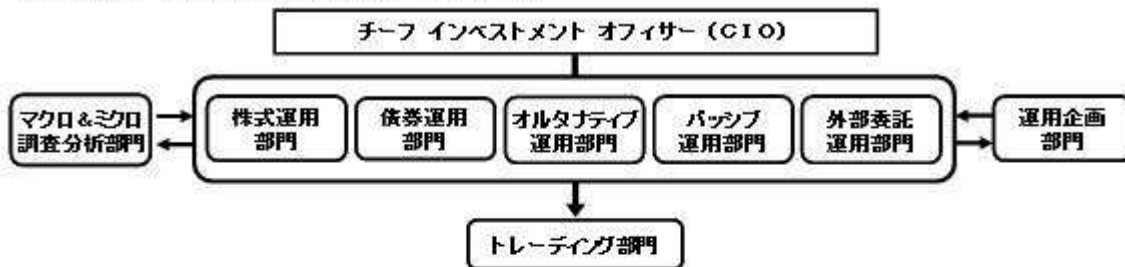 チーフ インベストメント オフィサー (CIO)
マクロ&ミクロ
調査分析部門
株式運用
部門
債券運用
部門
オルタナティブ
運用部門
パッシブ
運用部門
外部委託
運用部門
運用企画
部門
トレーディング部門